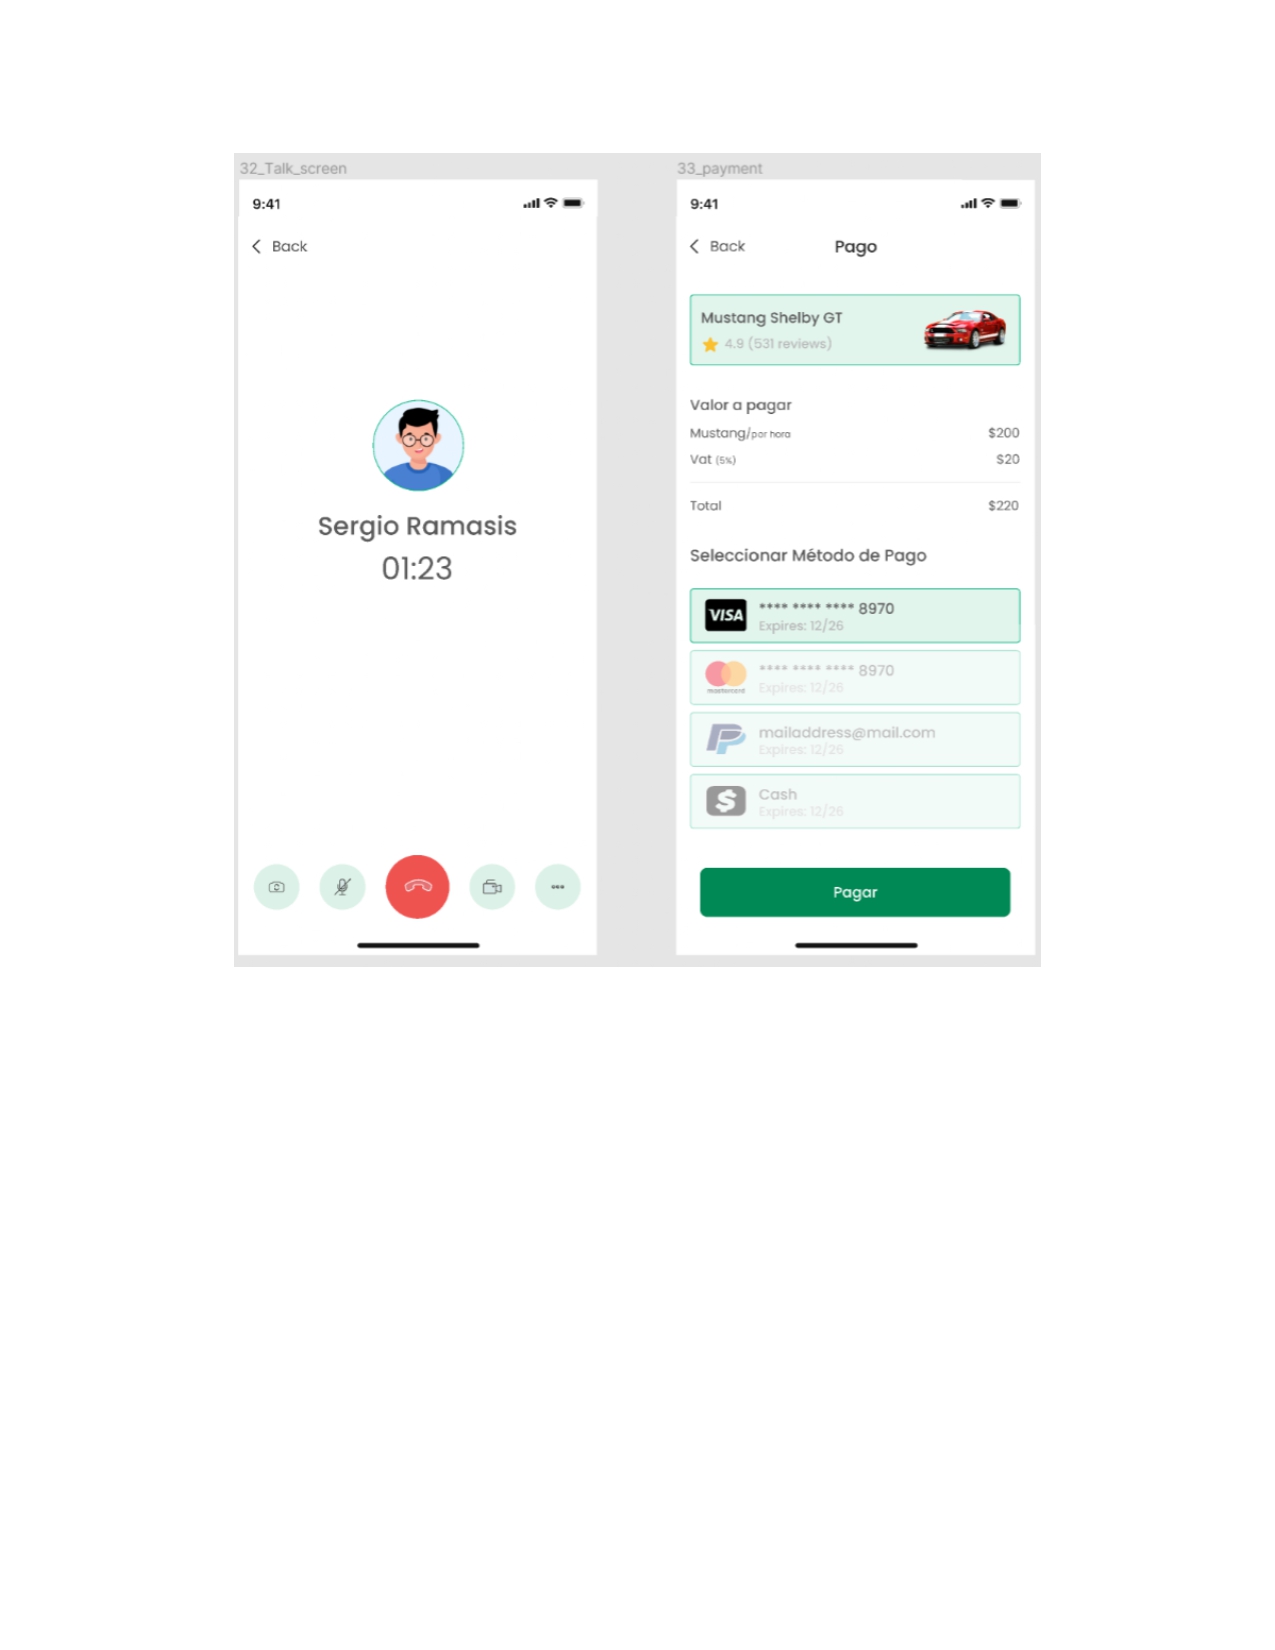 32_Talk_screen
9:41
Back
Sergio Ramasis
01:23
33_payment
9:41
Back
Pago
Mustang Shelby GT
4.9 (531 reviews)
Valor a pagar
Mustang/por hora $200
Vat (5%) $20
Total $220
Seleccionar Método de Pago
VISA
**** **** **** 8970
Expires: 12/26
mastercard
**** **** **** 8970
Expires: 12/26
mailaddress@mail.com
Expires: 12/26
Cash
Expires: 12/26
Pagar